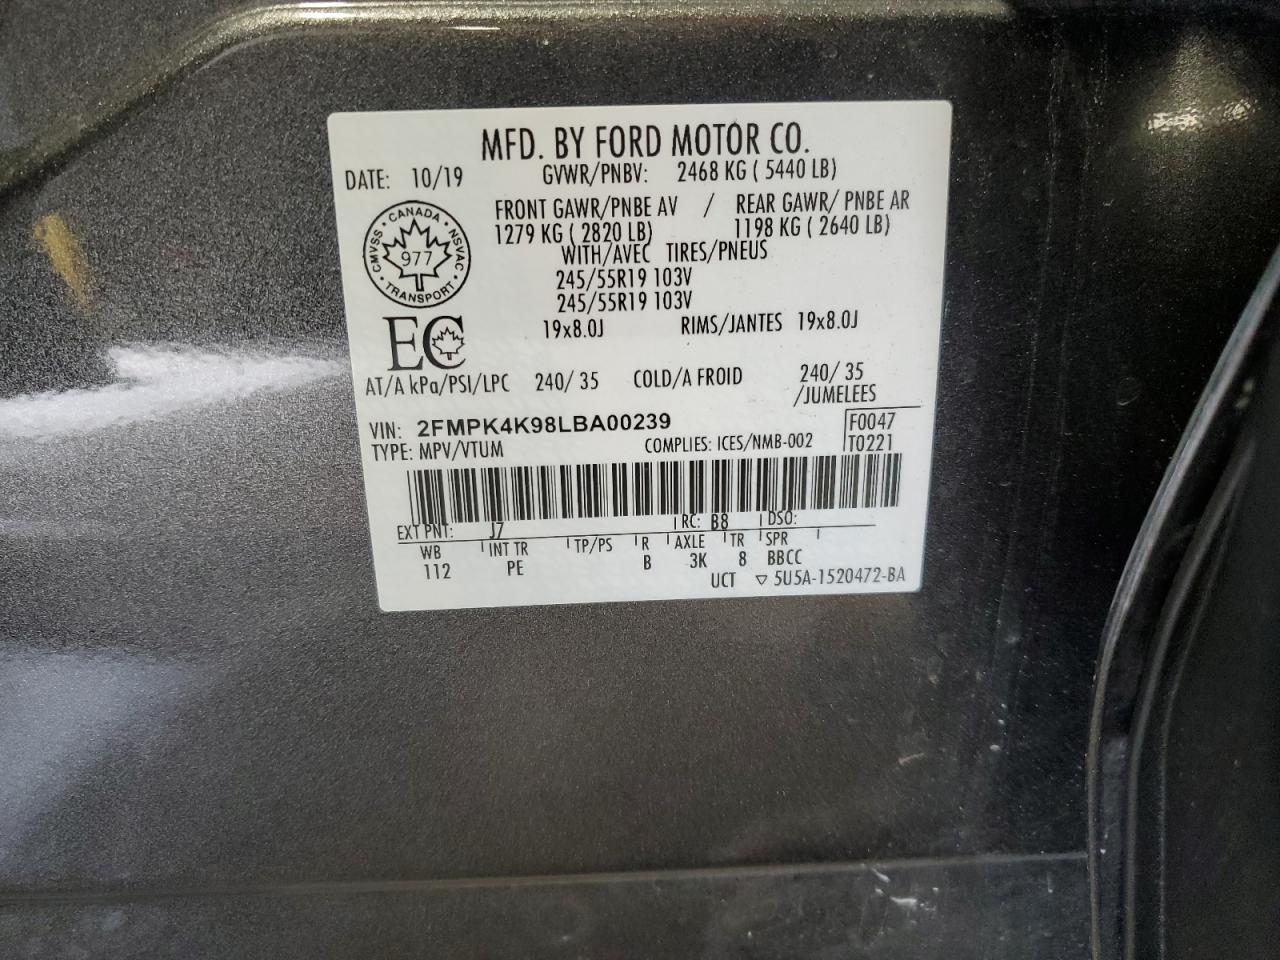 MFD. BY FORD MOTOR CO.
DATE: 10/19 GVWR/PNBV: 2468 KG ( 5440 LB)
FRONT GAWR/PNBE AV / REAR GAWR/ PNBE AR
1279 KG ( 2820 LB) 1198 KG ( 2640 LB)
WITH/AVEC TIRES/PNEUS
245/55R19 103V
245/55R19 103V
19x8.0J RIMS/JANTES 19x8.0J
CANADA
CMVSS 977 NSVAC
TRANSPORT
EC
AT/A kPa/PSI/LPC 240/ 35 COLD/A FROID 240/ 35
/JUMELEES
VIN: 2FMPK4K98LBA00239 F0047
TYPE: MPV/VTUM COMPLIES: ICES/NMB-002 T0221
EXT PNT: J7 RC: B8 DSO:
WB INT TR TP/PS R AXLE TR SPR
112 PE B 3K 8 BBCC
UCT ▽ 5U5A-1520472-BA